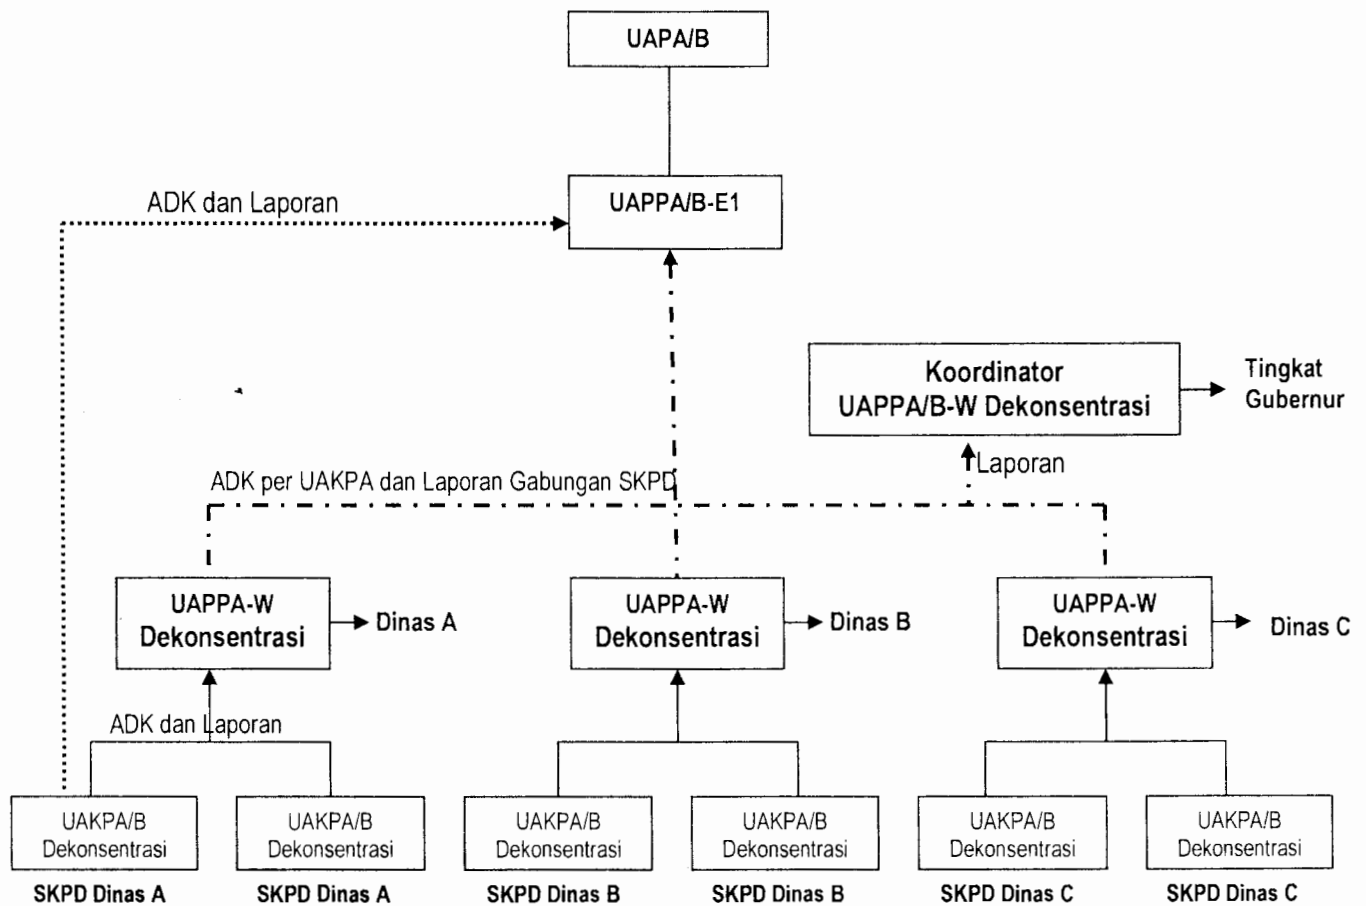 UAPA/B
ADK dan Laporan
UAPPA/B-E1
Koordinator
UAPPA/B-W Dekonsentrasi
Tingkat
Gubernur
Laporan
ADK per UAKPA dan Laporan Gabungan SKPD
UAPPA-W
Dekonsentrasi
Dinas A
UAPPA-W
Dekonsentrasi
Dinas B
UAPPA-W
Dekonsentrasi
Dinas C
ADK dan Laporan
UAKPA/B
Dekonsentrasi
UAKPA/B
Dekonsentrasi
UAKPA/B
Dekonsentrasi
UAKPA/B
Dekonsentrasi
UAKPA/B
Dekonsentrasi
UAKPA/B
Dekonsentrasi
SKPD Dinas A
SKPD Dinas A
SKPD Dinas B
SKPD Dinas B
SKPD Dinas C
SKPD Dinas C